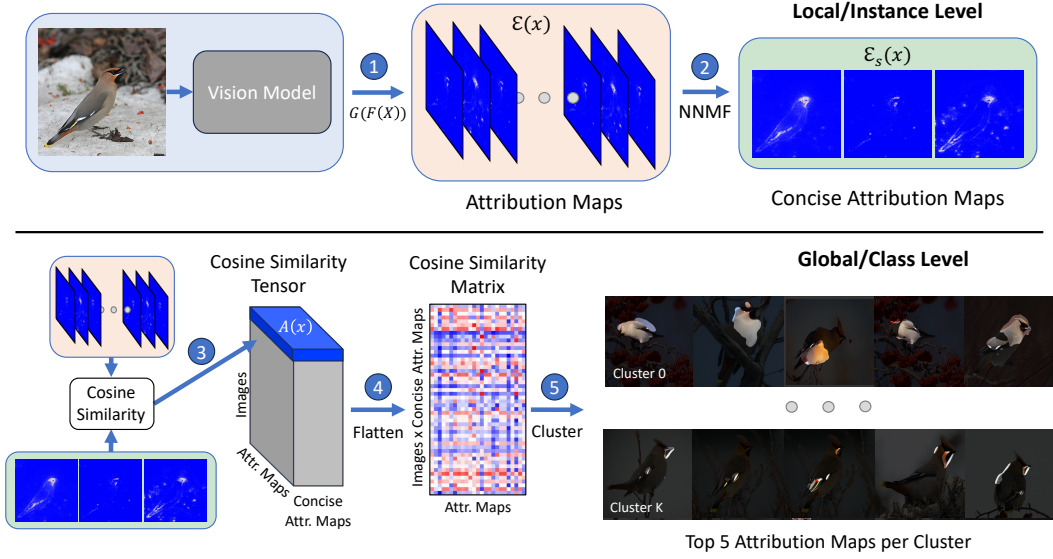 Local/Instance Level
Vision Model
1
G(F(X))
ℰ(x)
Attribution Maps
2
NNMF
ℰₛ(x)
Concise Attribution Maps
Global/Class Level
Cosine
Similarity
3
Cosine Similarity
Tensor
A(x)
Images
Attr. Maps
Concise
Attr. Maps
4
Flatten
Cosine Similarity
Matrix
Images x Concise Attr. Maps
Attr. Maps
5
Cluster
Cluster 0
Cluster K
Top 5 Attribution Maps per Cluster